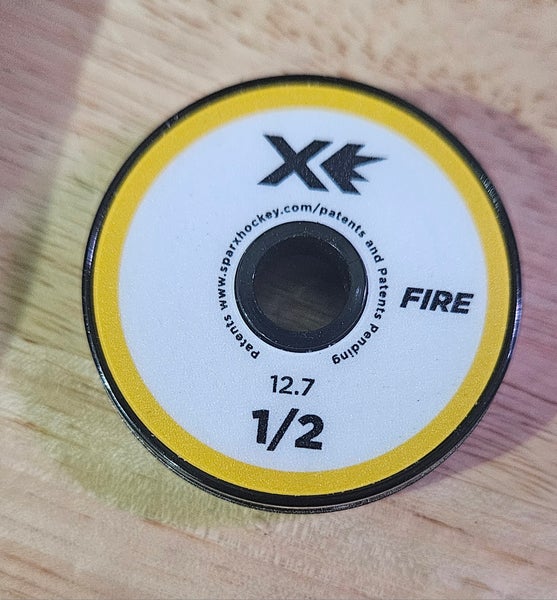 X
Patents www.sparxhockey.com/patents and Patents Pending
FIRE
12.7
1/2